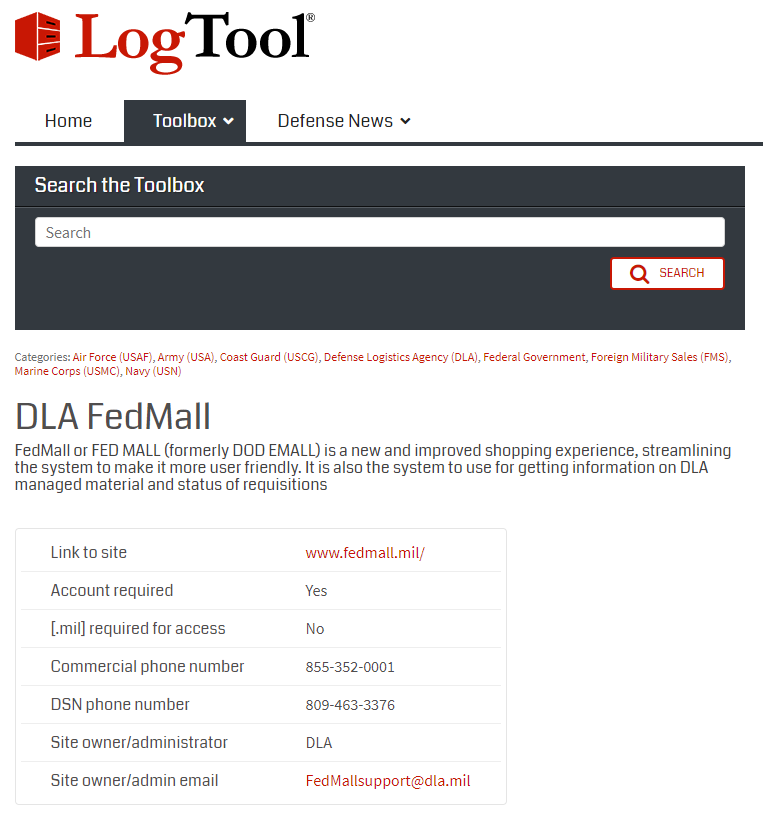 LogTool®
Home Toolbox Defense News
Search the Toolbox
Search
SEARCH
Categories: Air Force (USAF), Army (USA), Coast Guard (USCG), Defense Logistics Agency (DLA), Federal Government, Foreign Military Sales (FMS),
Marine Corps (USMC), Navy (USN)
DLA FedMall
FedMall or FED MALL (formerly DOD EMALL) is a new and improved shopping experience, streamlining
the system to make it more user friendly. It is also the system to use for getting information on DLA
managed material and status of requisitions
Link to site www.fedmall.mil/
Account required Yes
[.mil] required for access No
Commercial phone number 855-352-0001
DSN phone number 809-463-3376
Site owner/administrator DLA
Site owner/admin email FedMallsupport@dla.mil